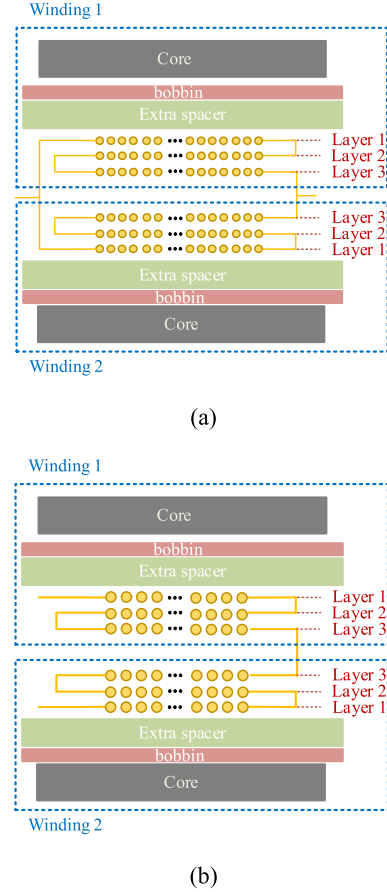 Winding 1
Core
bobbin
Extra spacer
Layer 1
Layer 2
Layer 3
Layer 3
Layer 2
Layer 1
Extra spacer
bobbin
Core
Winding 2
(a)
Winding 1
Core
bobbin
Extra spacer
Layer 1
Layer 2
Layer 3
Layer 3
Layer 2
Layer 1
Extra spacer
bobbin
Core
Winding 2
(b)